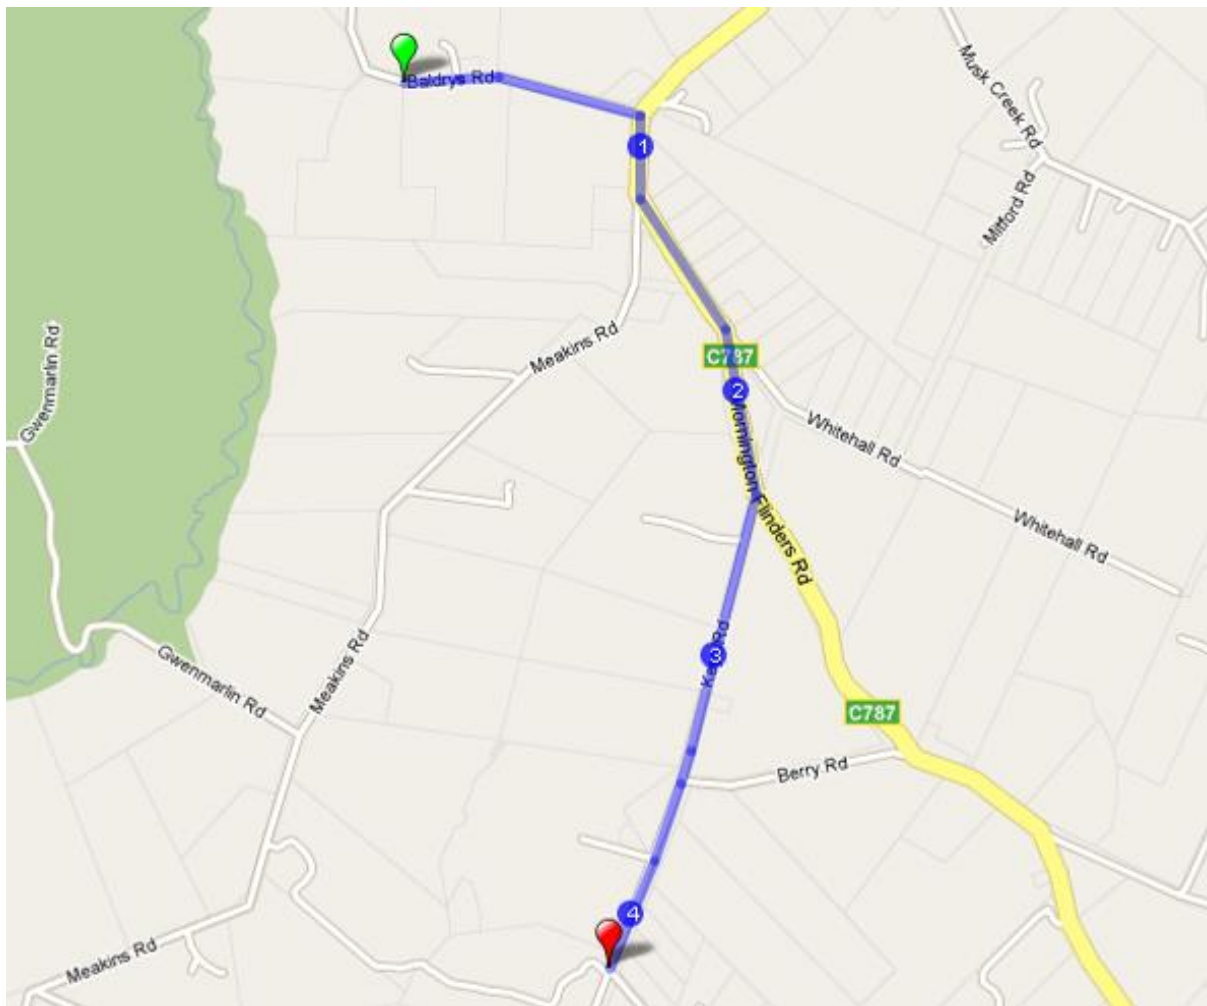 Baldrys Rd
Musk Creek Rd
1
Mitford Rd
Gwenmarlin Rd
Meakins Rd
C787
2
Whitehall Rd
Mornington Flinders Rd
Whitehall Rd
Meakins Rd
Rd
3
Gwenmarlin Rd
C787
Berry Rd
4
Meakins Rd